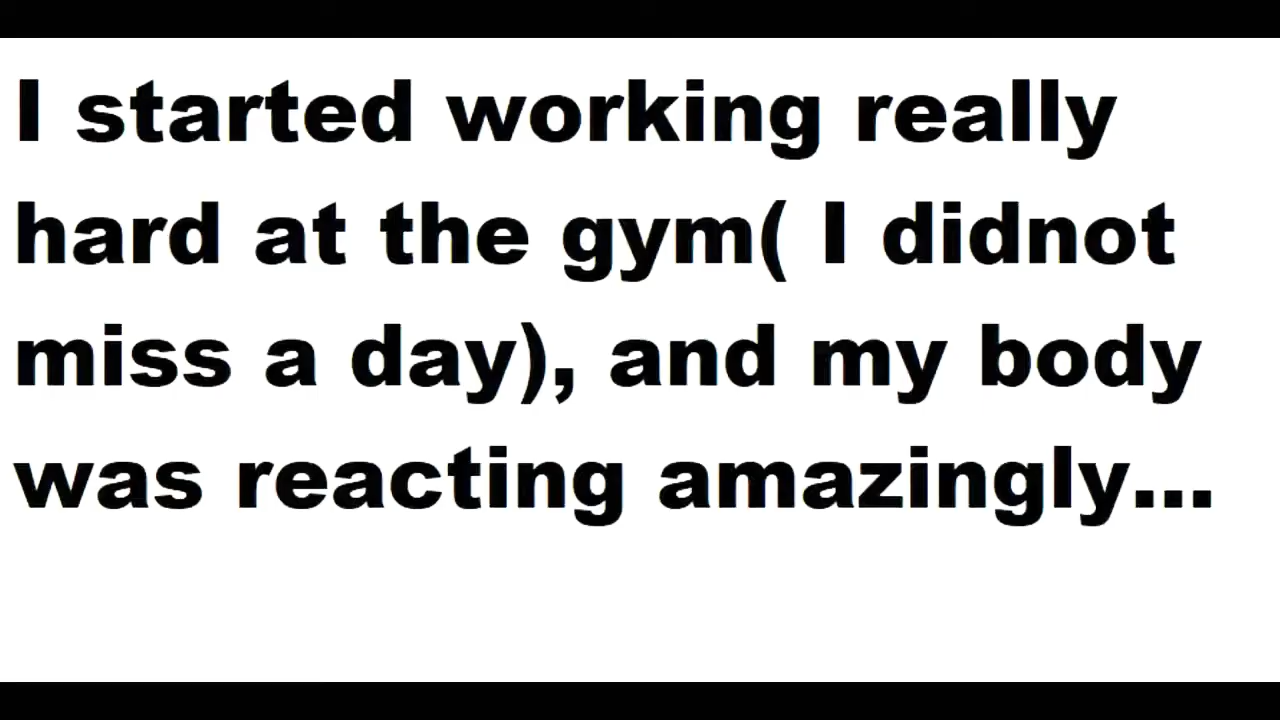 I started working really
hard at the gym( I didnot
miss a day), and my body
was reacting amazingly...